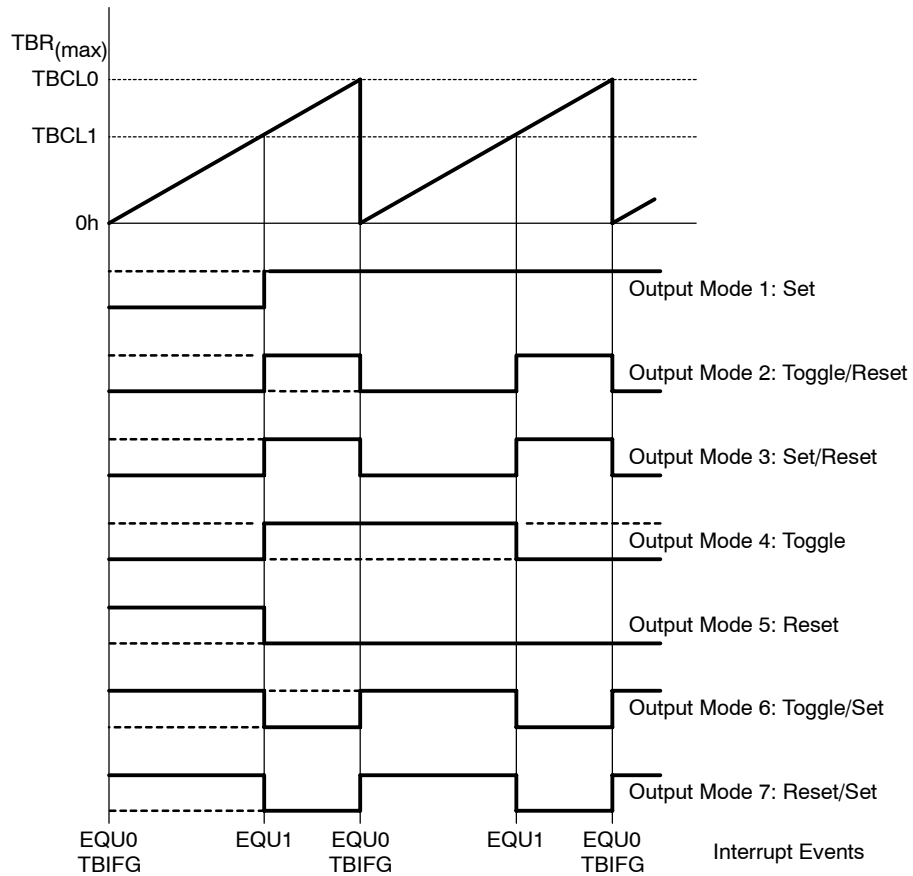 TBR(max)
TBCL0
TBCL1
0h
Output Mode 1: Set
Output Mode 2: Toggle/Reset
Output Mode 3: Set/Reset
Output Mode 4: Toggle
Output Mode 5: Reset
Output Mode 6: Toggle/Set
Output Mode 7: Reset/Set
EQU0 EQU1 EQU0 EQU1 EQU0
TBIFG TBIFG TBIFG
Interrupt Events